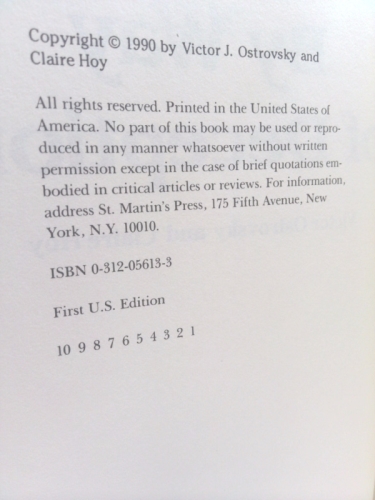 Copyright © 1990 by Victor J. Ostrovsky and
Claire Hoy
All rights reserved. Printed in the United States of
America. No part of this book may be used or repro-
duced in any manner whatsoever without written
permission except in the case of brief quotations em-
bodied in critical articles or reviews. For information,
address St. Martin's Press, 175 Fifth Avenue, New
York, N.Y. 10010.
ISBN 0-312-05613-3
First U.S. Edition
10 9 8 7 6 5 4 3 2 1